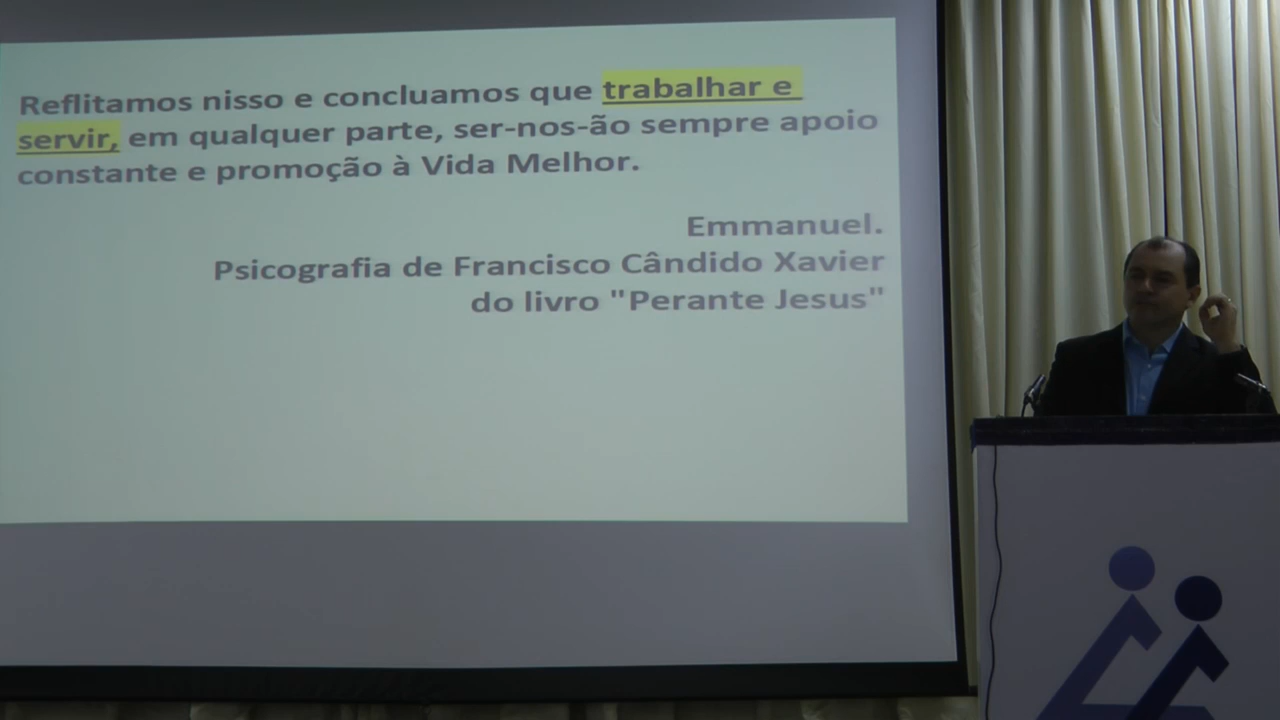 Reflitamos nisso e concluamos que trabalhar e
servir, em qualquer parte, ser-nos-ão sempre apoio
constante e promoção à Vida Melhor.
Emmanuel.
Psicografia de Francisco Cândido Xavier
do livro "Perante Jesus"